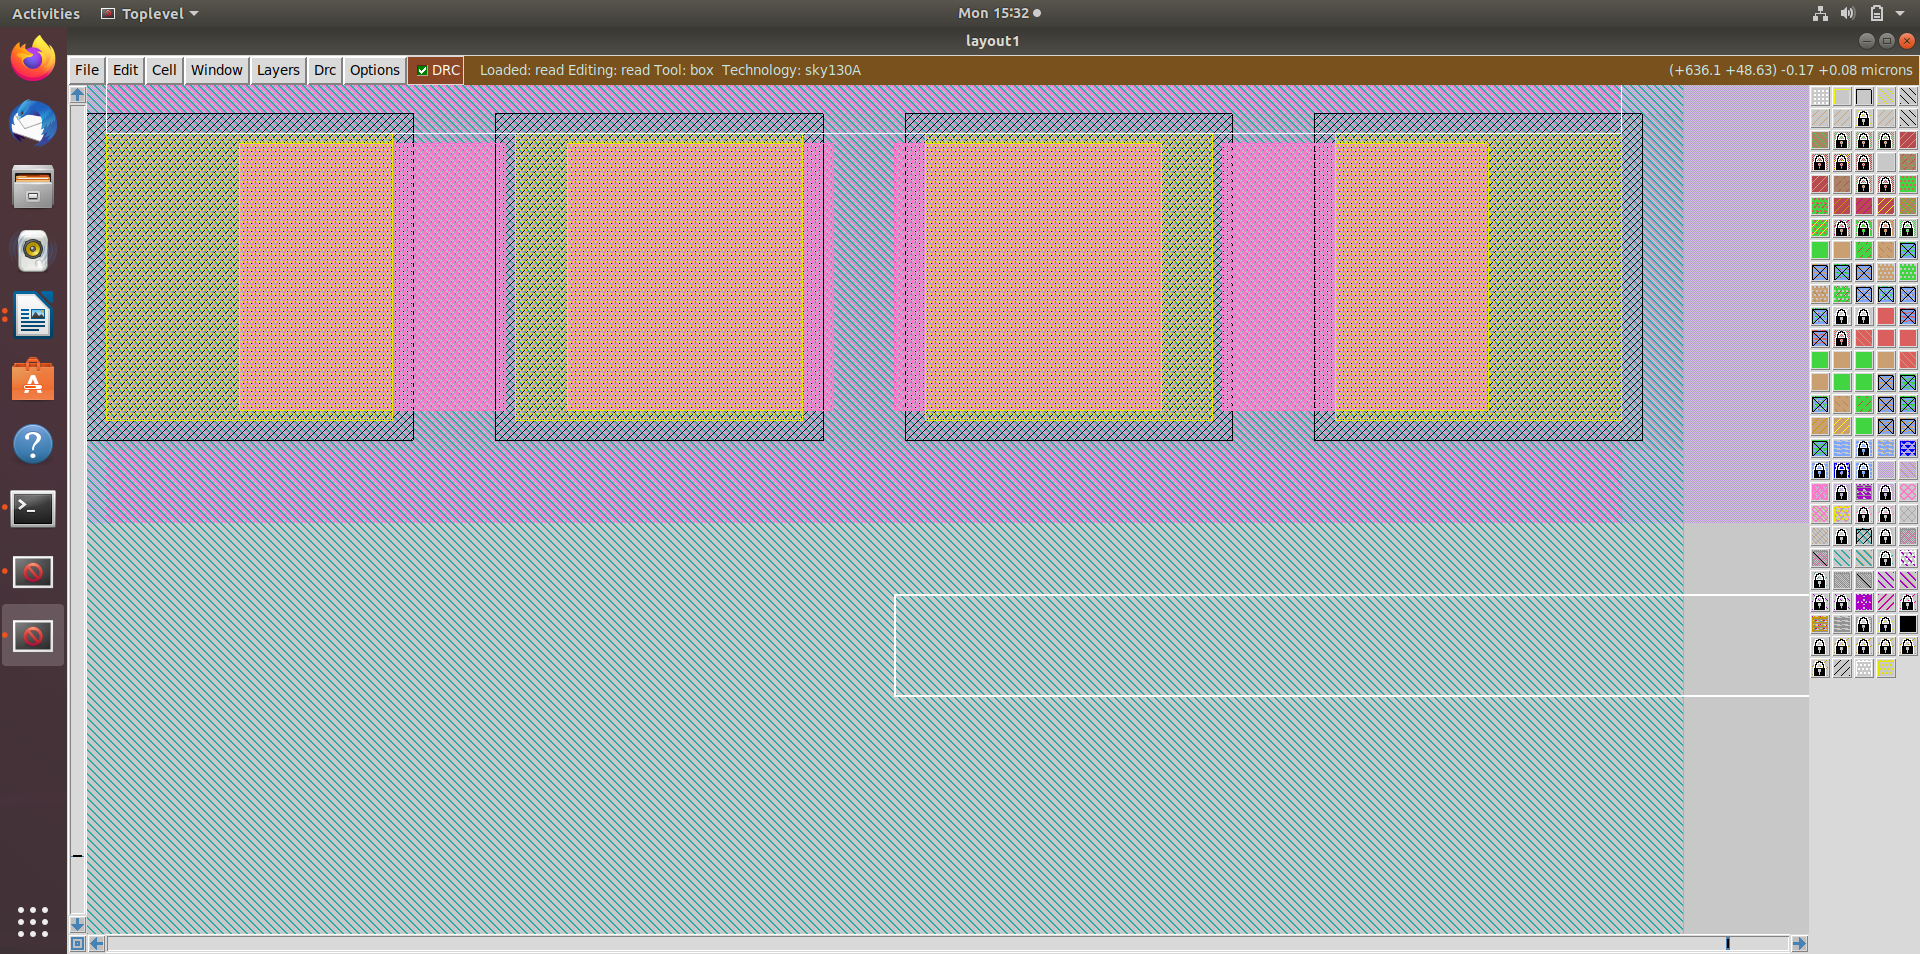 Activities Toplevel Mon 15:32
layout1
File Edit Cell Window Layers Drc Options DRC Loaded: read Editing: read Tool: box Technology: sky130A (+636.1 +48.63) -0.17 +0.08 microns